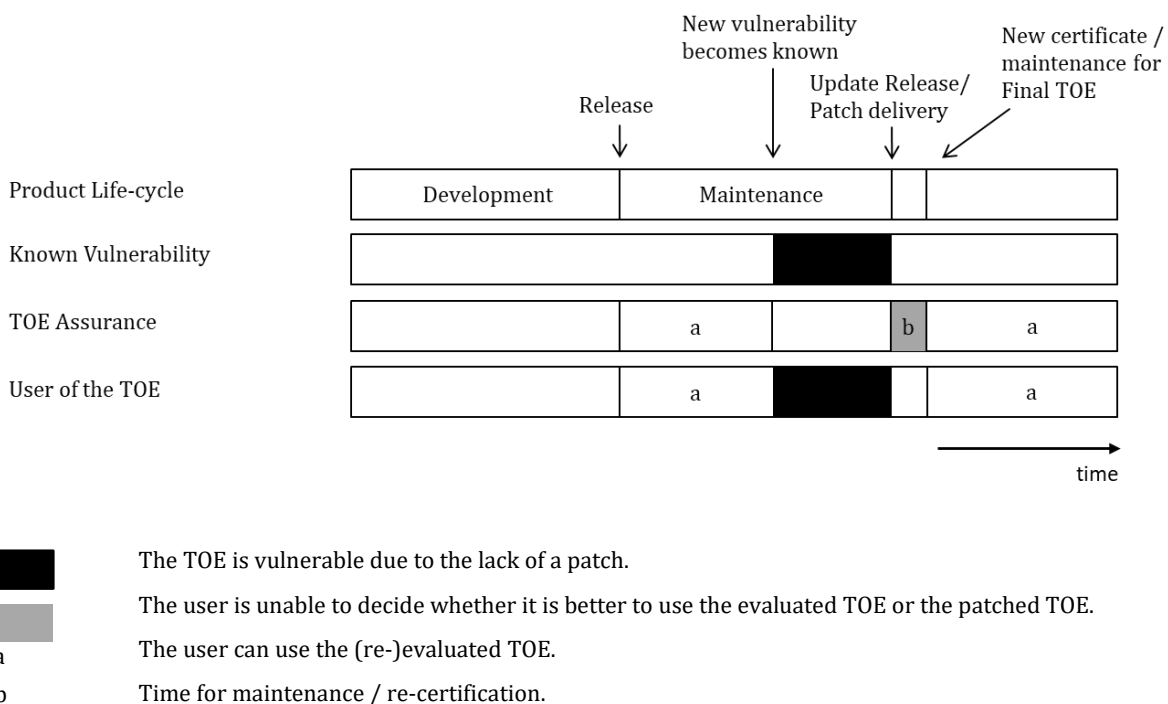 New vulnerability
becomes known
New certificate /
maintenance for
Final TOE
Update Release/
Patch delivery
Release
Product Life-cycle
Development
Maintenance
Known Vulnerability
TOE Assurance
a
b
a
User of the TOE
a
a
time
The TOE is vulnerable due to the lack of a patch.
The user is unable to decide whether it is better to use the evaluated TOE or the patched TOE.
a The user can use the (re-)evaluated TOE.
b Time for maintenance / re-certification.